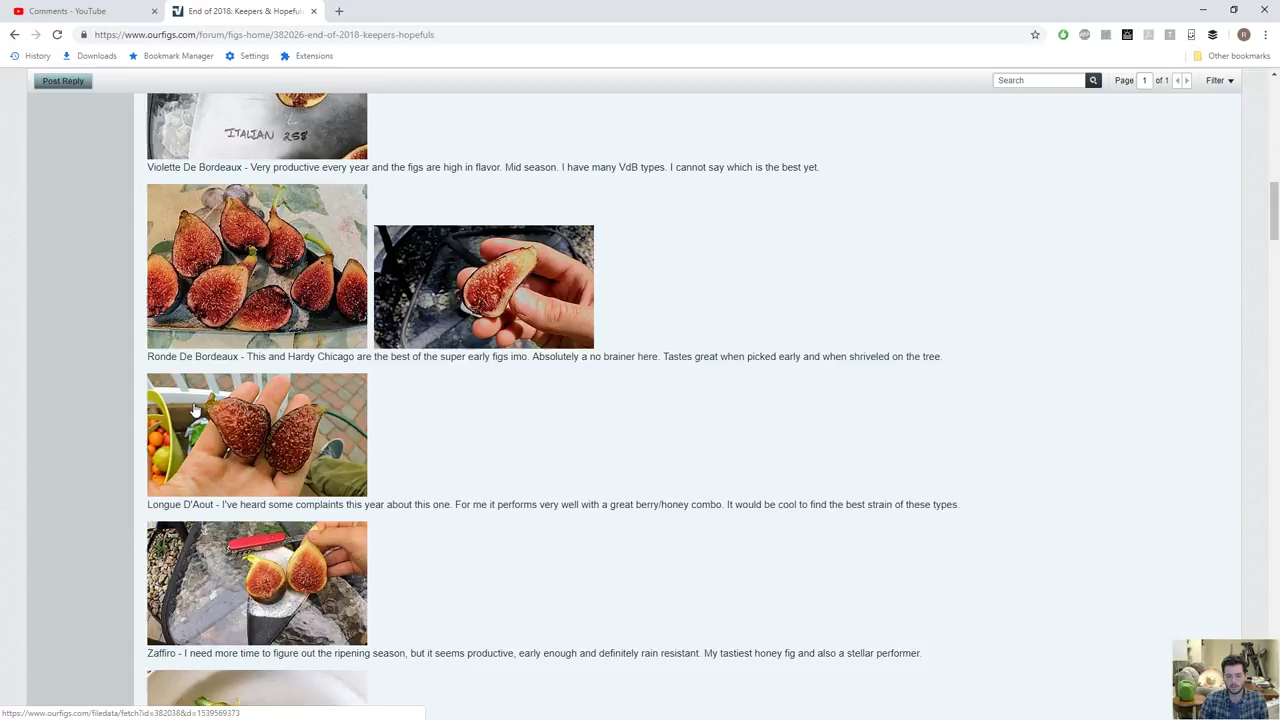 Comments - YouTube
End of 2018: Keepers & Hopefuls
https://www.ourfigs.com/forum/figs-home/382026-end-of-2018-keepers-hopefuls
History
Downloads
Bookmark Manager
Settings
Extensions
Other bookmarks
Post Reply
Search
Page 1 of 1
Filter
ITALIAN 258
Violette De Bordeaux - Very productive every year and the figs are high in flavor. Mid season. I have many VdB types. I cannot say which is the best yet.
Ronde De Bordeaux - This and Hardy Chicago are the best of the super early figs imo. Absolutely a no brainer here. Tastes great when picked early and when shriveled on the tree.
Longue D'Aout - I've heard some complaints this year about this one. For me it performs very well with a great berry/honey combo. It would be cool to find the best strain of these types.
Zaffiro - I need more time to figure out the ripening season, but it seems productive, early enough and definitely rain resistant. My tastiest honey fig and also a stellar performer.
https://www.ourfigs.com/filedata/fetch?id=382038&d=1539569373